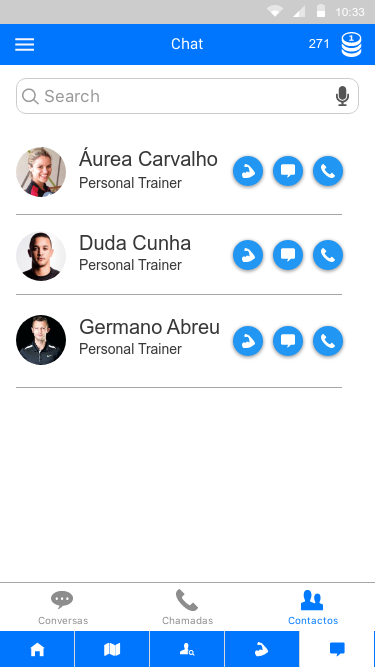 10:33
Chat
271
1
Search
Áurea Carvalho
Personal Trainer
Duda Cunha
Personal Trainer
Germano Abreu
Personal Trainer
Conversas
Chamadas
Contactos